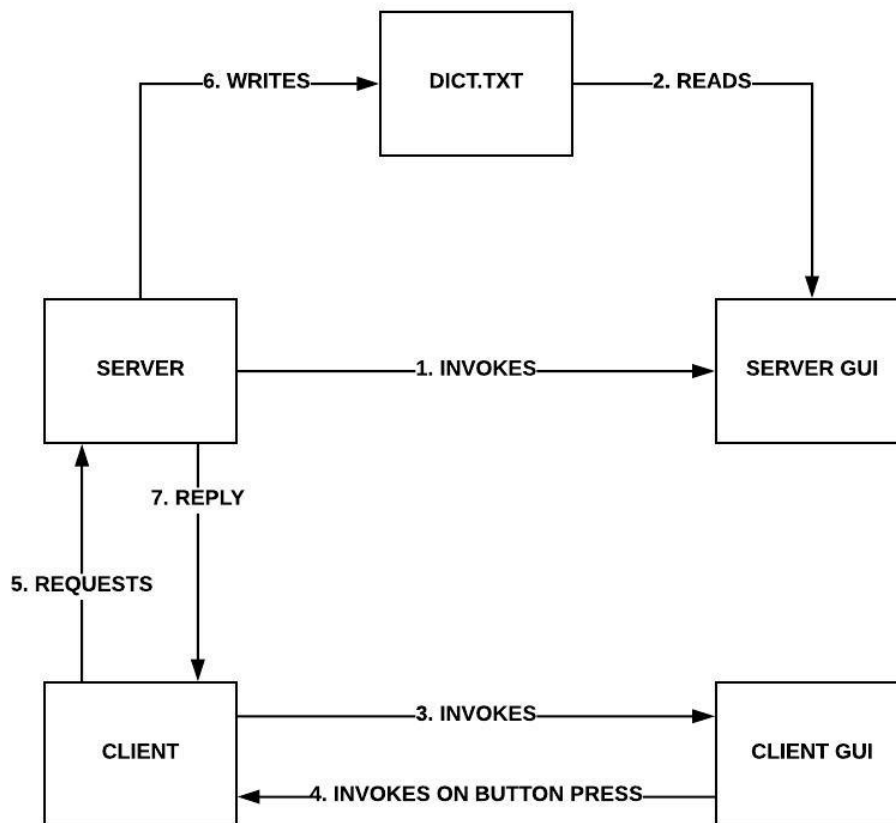 6. WRITES
DICT.TXT
2. READS
SERVER
1. INVOKES
SERVER GUI
7. REPLY
5. REQUESTS
3. INVOKES
CLIENT
CLIENT GUI
4. INVOKES ON BUTTON PRESS